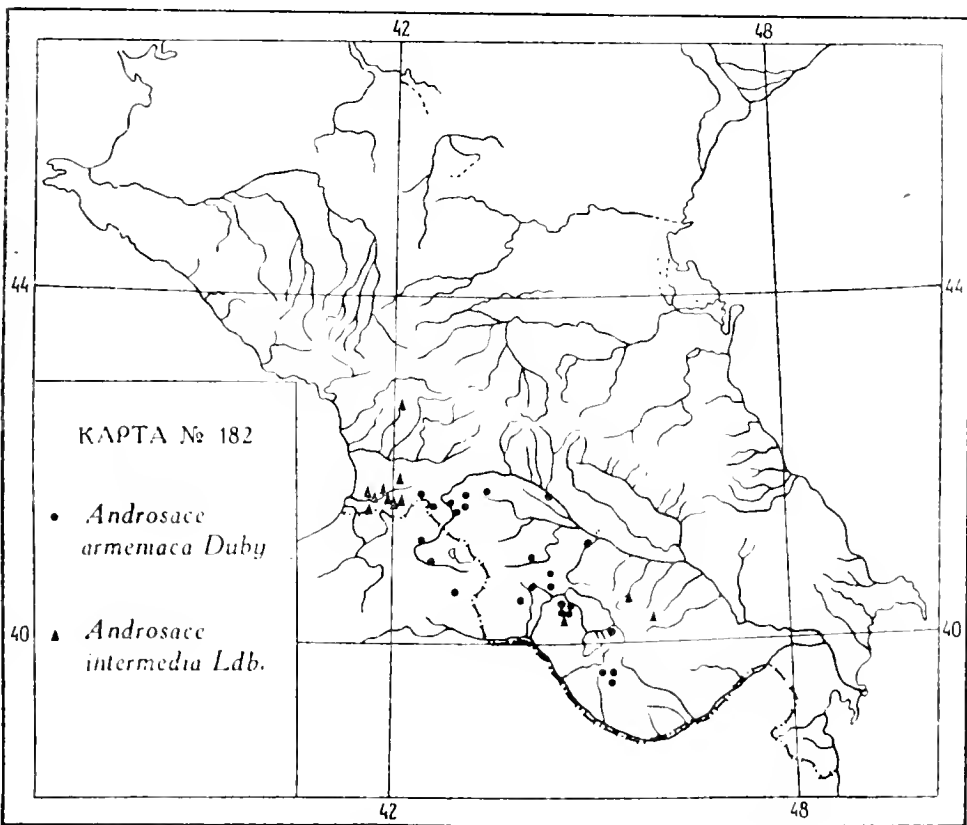 42 48
44 44
КАРТА № 182
Androsace
armeniaca Duby
Androsace
intermedia Ldb.
40 40
42 48